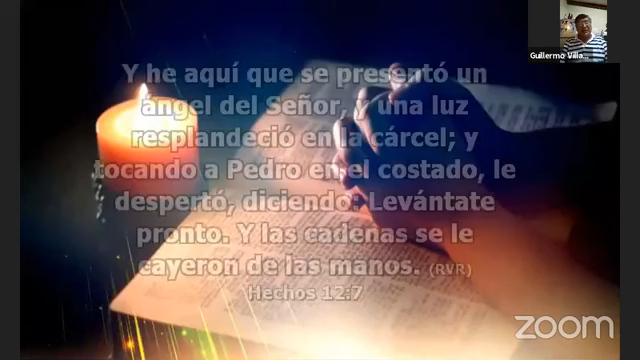 Y he aquí que se presentó un
ángel del Señor, y una luz
resplandeció en la cárcel; y
tocando a Pedro en el costado, le
despertó, diciendo: Levántate
pronto. Y las cadenas se le
cayeron de las manos. (RVR)
Hechos 12:7
Guillermo Villa...
zoom